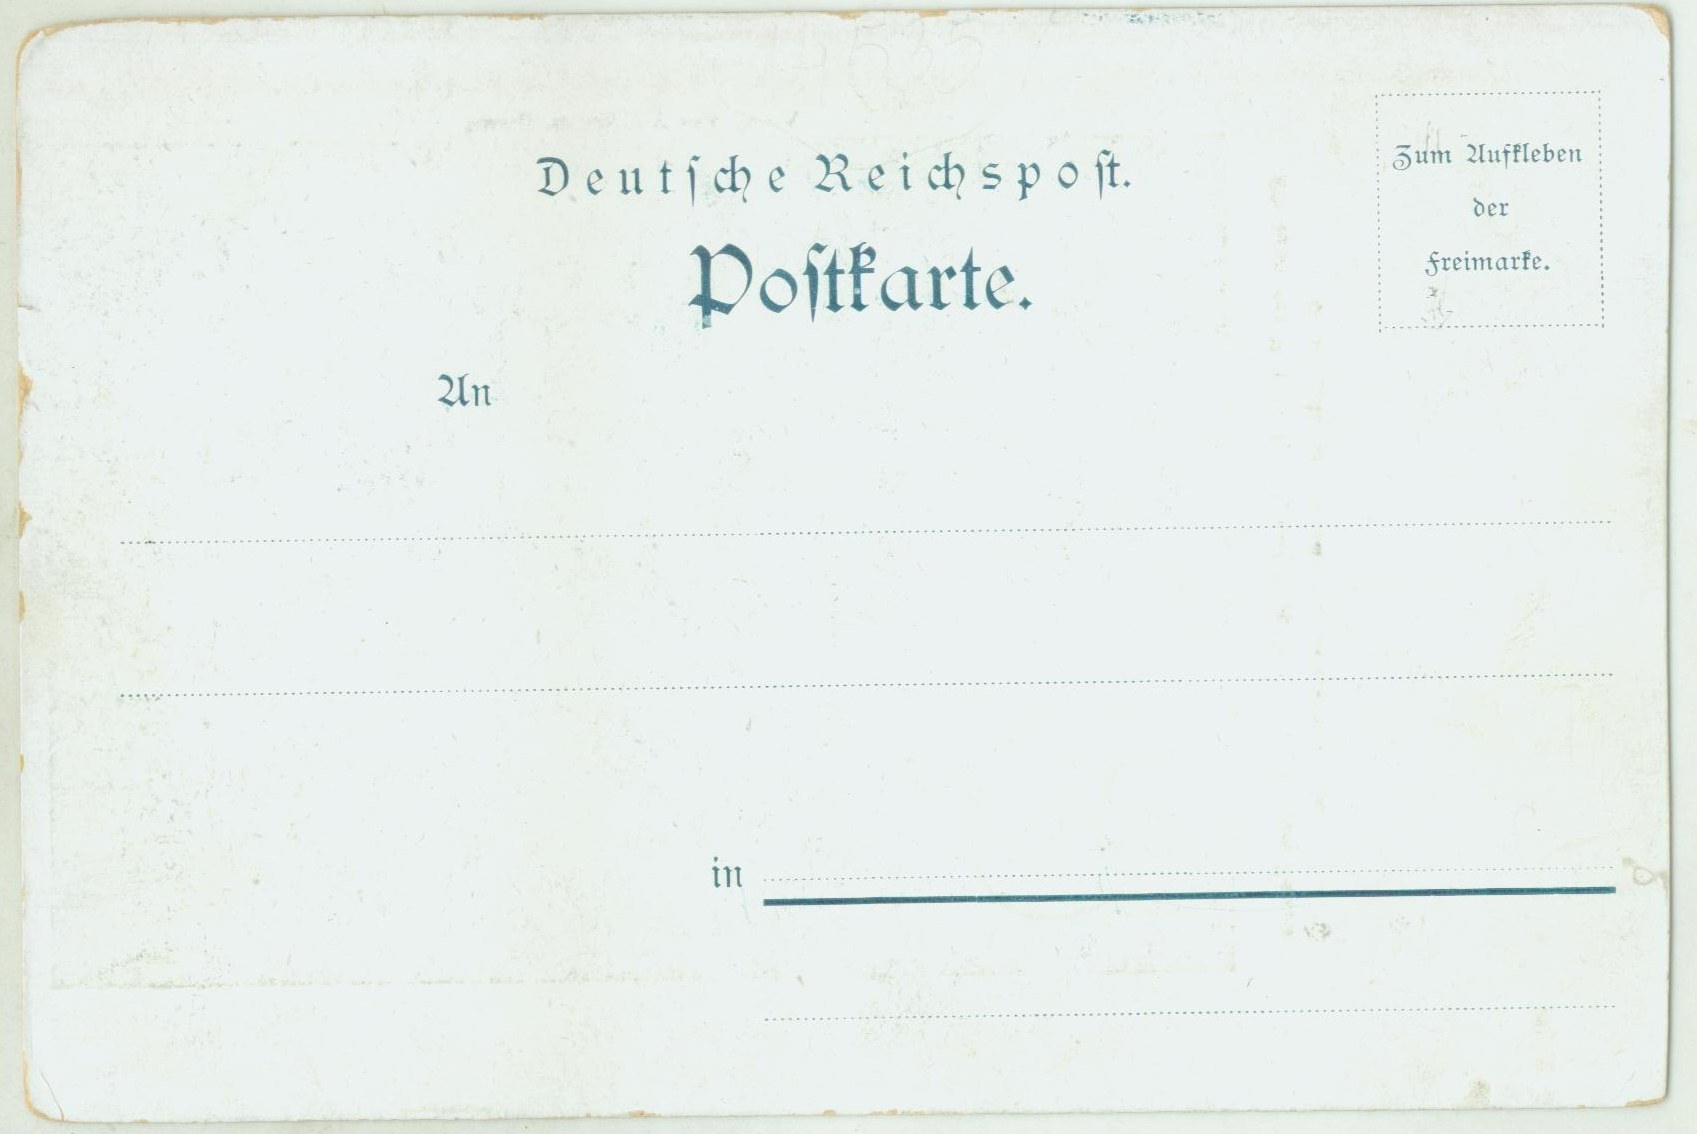 Deutſche Reichspoſt.
Poſtkarte.
Zum Aufkleben
der
Freimarke.
An
in